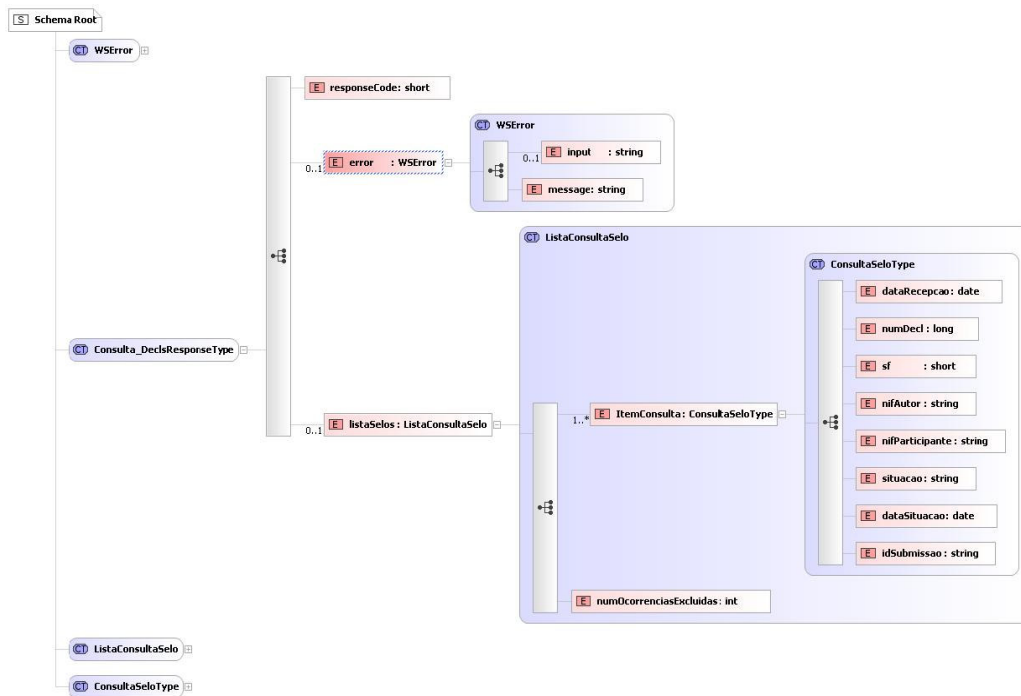 S Schema Root
CT WSError
E responseCode: short
CT WSError
0..1 E error : WSError
0..1 E input : string
E message: string
CT ListaConsultaSelo
CT ConsultaSeloType
E dataRecepcao: date
E numDecl : long
CT Consulta_DeclsResponseType
E sf : short
E nifAutor : string
1..* E ItemConsulta: ConsultaSeloType
0..1 E listaSelos : ListaConsultaSelo
E nifParticipante: string
E situacao: string
E dataSituacao: date
E idSubmissao: string
E numOcorrenciasExcluidas: int
CT ListaConsultaSelo
CT ConsultaSeloType